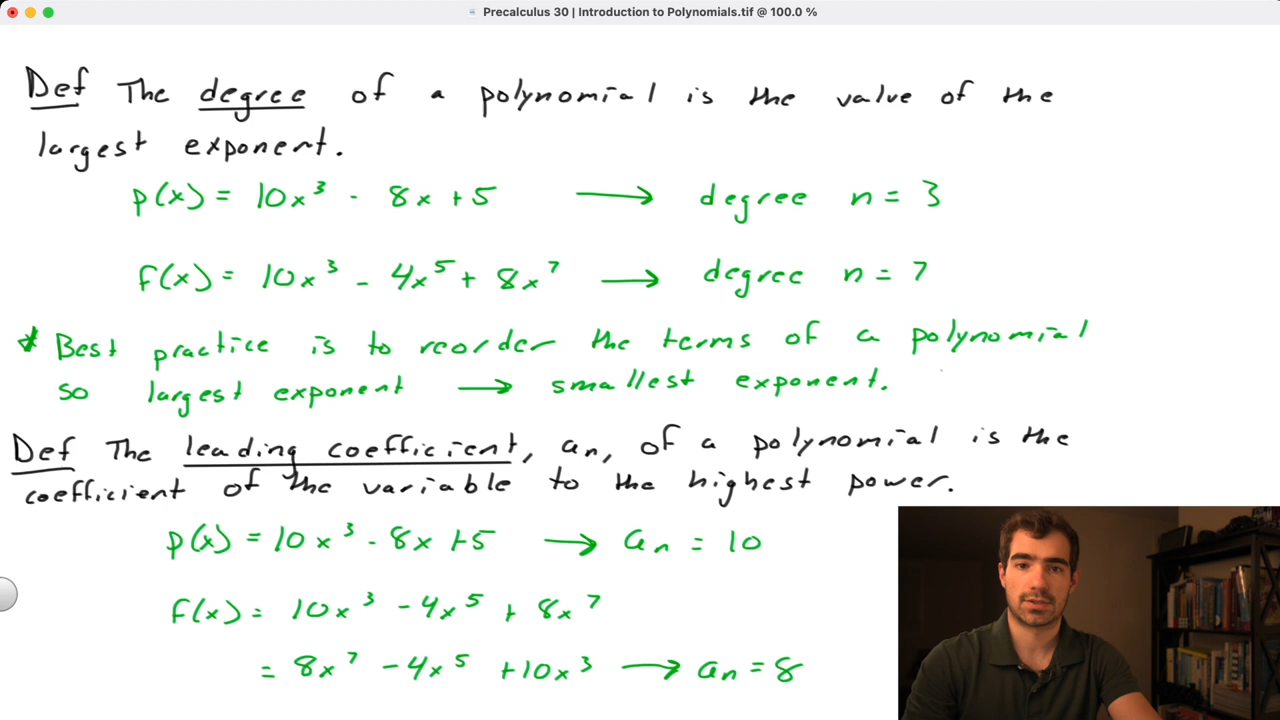 Precalculus 30 | Introduction to Polynomials.tif @ 100.0 %
Def The degree of a polynomial is the value of the
largest exponent.
p(x) = 10x³ - 8x + 5 ⟶ degree n = 3
f(x) = 10x³ - 4x⁵ + 8x⁷ ⟶ degree n = 7
* Best practice is to reorder the terms of a polynomial
so largest exponent ⟶ smallest exponent.
Def The leading coefficient, aₙ, of a polynomial is the
coefficient of the variable to the highest power.
p(x) = 10x³ - 8x + 5 ⟶ aₙ = 10
f(x) = 10x³ - 4x⁵ + 8x⁷
= 8x⁷ - 4x⁵ + 10x³ ⟶ aₙ = 8